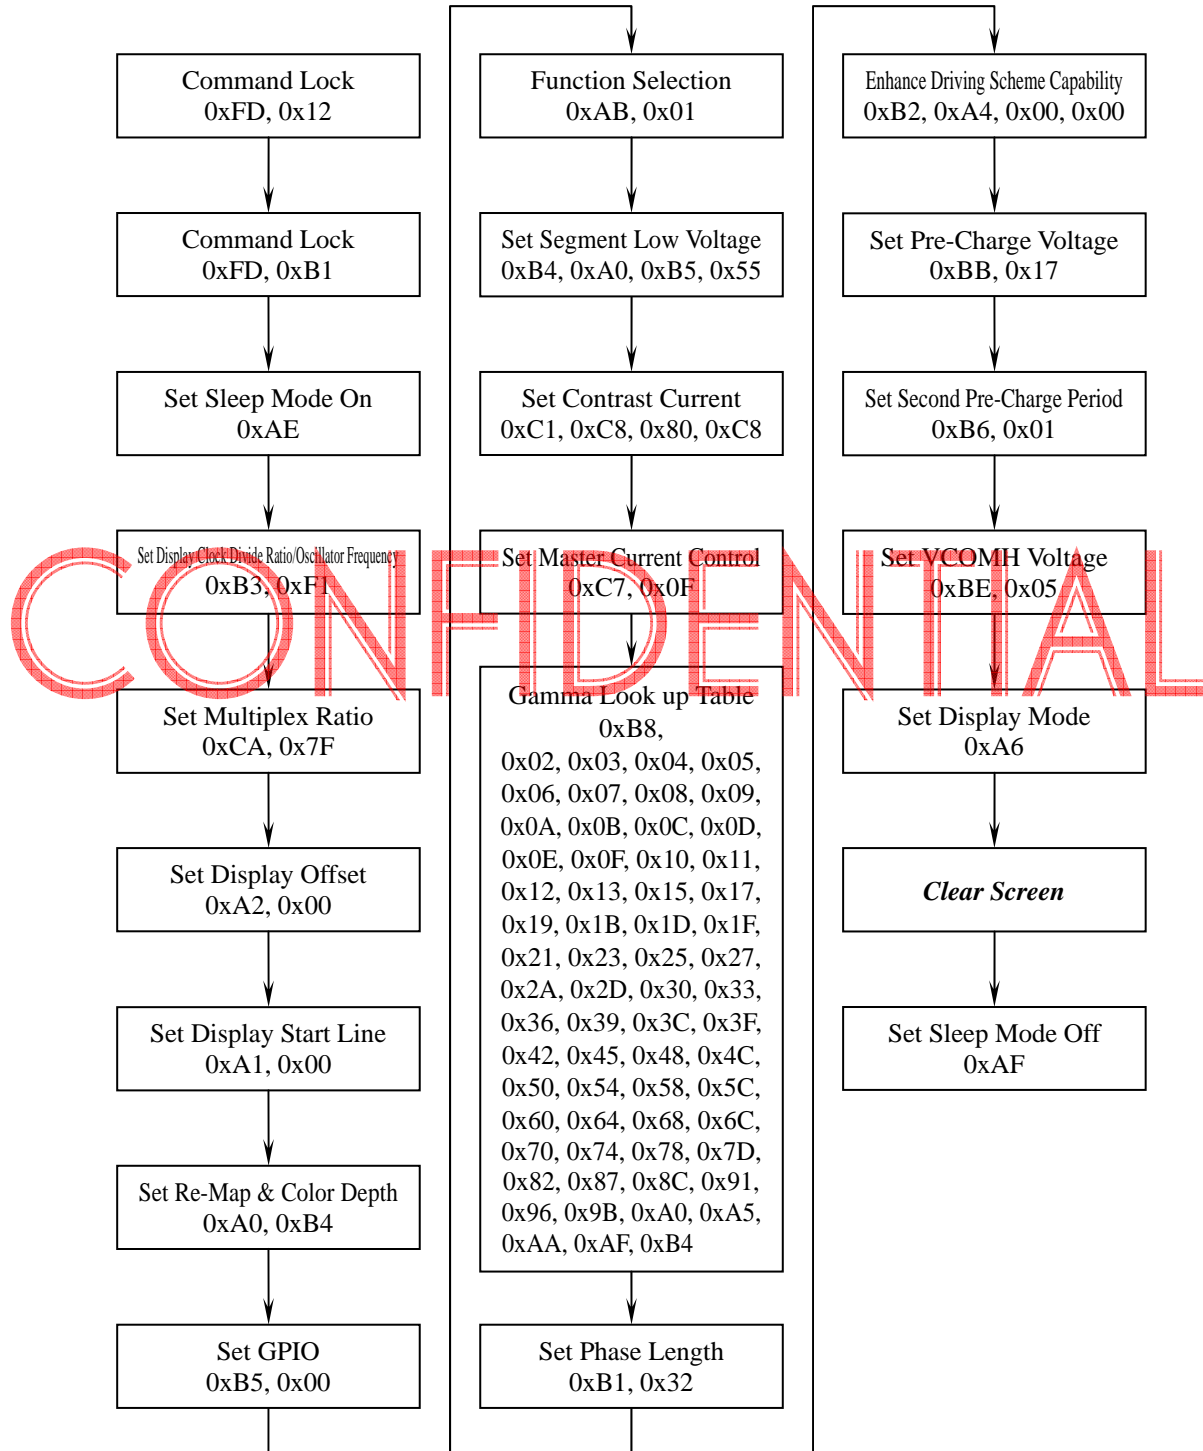 Command Lock
0xFD, 0x12
Command Lock
0xFD, 0xB1
Set Sleep Mode On
0xAE
Set Display Clock Divide Ratio/Oscillator Frequency
0xB3, 0xF1
Set Multiplex Ratio
0xCA, 0x7F
Set Display Offset
0xA2, 0x00
Set Display Start Line
0xA1, 0x00
Set Re-Map & Color Depth
0xA0, 0xB4
Set GPIO
0xB5, 0x00
Function Selection
0xAB, 0x01
Set Segment Low Voltage
0xB4, 0xA0, 0xB5, 0x55
Set Contrast Current
0xC1, 0xC8, 0x80, 0xC8
Set Master Current Control
0xC7, 0x0F
Gamma Look up Table
0xB8,
0x02, 0x03, 0x04, 0x05,
0x06, 0x07, 0x08, 0x09,
0x0A, 0x0B, 0x0C, 0x0D,
0x0E, 0x0F, 0x10, 0x11,
0x12, 0x13, 0x15, 0x17,
0x19, 0x1B, 0x1D, 0x1F,
0x21, 0x23, 0x25, 0x27,
0x2A, 0x2D, 0x30, 0x33,
0x36, 0x39, 0x3C, 0x3F,
0x42, 0x45, 0x48, 0x4C,
0x50, 0x54, 0x58, 0x5C,
0x60, 0x64, 0x68, 0x6C,
0x70, 0x74, 0x78, 0x7D,
0x82, 0x87, 0x8C, 0x91,
0x96, 0x9B, 0xA0, 0xA5,
0xAA, 0xAF, 0xB4
Set Phase Length
0xB1, 0x32
Enhance Driving Scheme Capability
0xB2, 0xA4, 0x00, 0x00
Set Pre-Charge Voltage
0xBB, 0x17
Set Second Pre-Charge Period
0xB6, 0x01
Set VCOMH Voltage
0xBE, 0x05
Set Display Mode
0xA6
Clear Screen
Set Sleep Mode Off
0xAF
CONFIDENTIAL